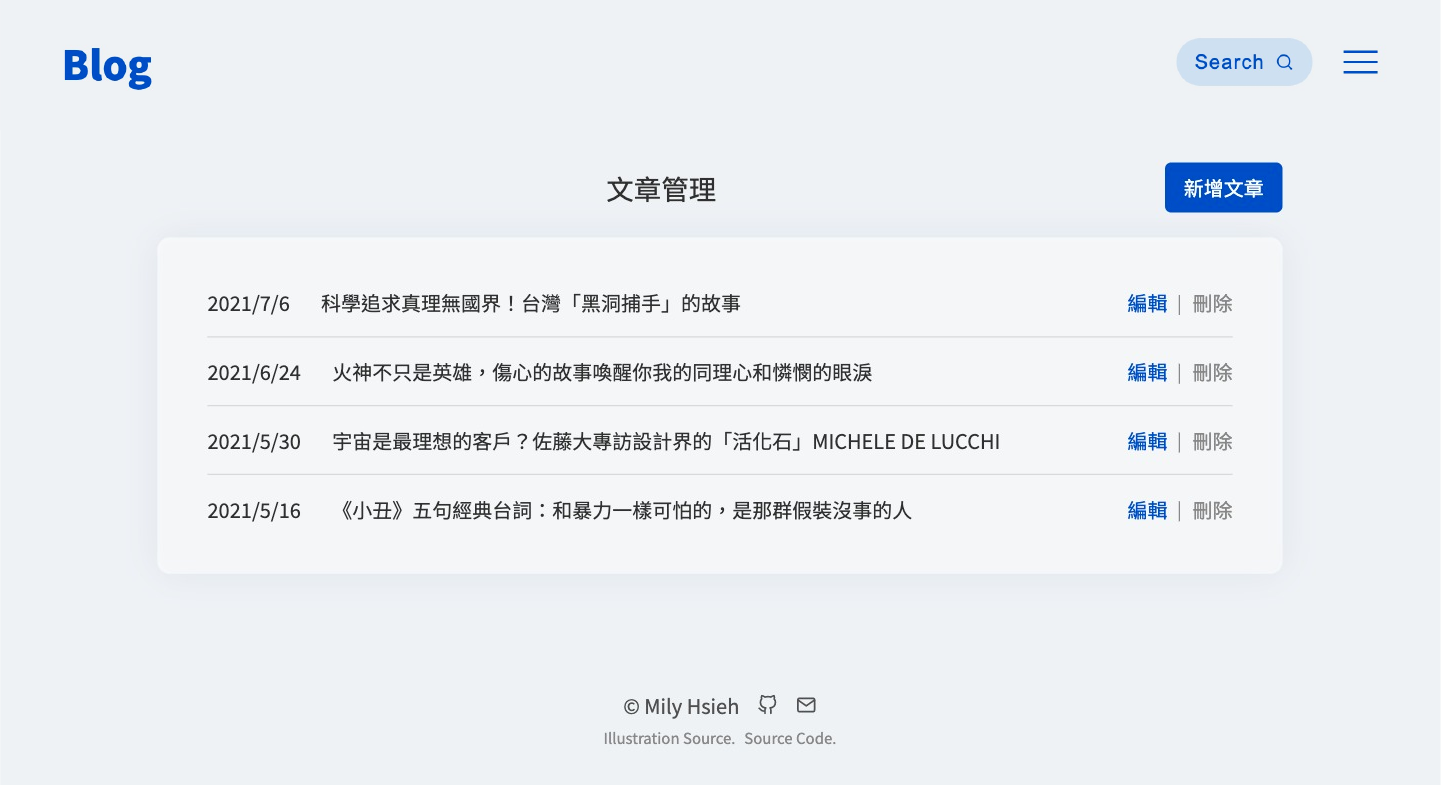 Blog
Search
文章管理
新增文章
2021/7/6 科學追求真理無國界！台灣「黑洞捕手」的故事 編輯 | 刪除
2021/6/24 火神不只是英雄，傷心的故事喚醒你我的同理心和憐憫的眼淚 編輯 | 刪除
2021/5/30 宇宙是最理想的客戶？佐藤大專訪設計界的「活化石」MICHELE DE LUCCHI 編輯 | 刪除
2021/5/16 《小丑》五句經典台詞：和暴力一樣可怕的，是那群假裝沒事的人 編輯 | 刪除
© Mily Hsieh
Illustration Source. Source Code.